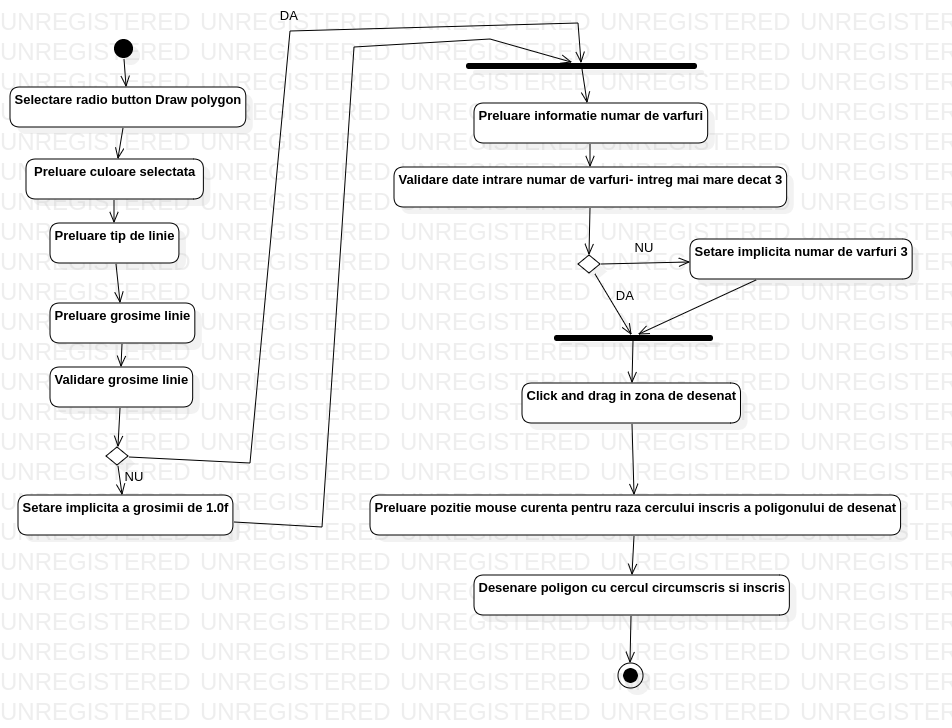 DA
Selectare radio button Draw polygon
Preluare culoare selectata
Preluare tip de linie
Preluare grosime linie
Validare grosime linie
NU
Setare implicita a grosimii de 1.0f
Preluare informatie numar de varfuri
Validare date intrare numar de varfuri- intreg mai mare decat 3
NU
Setare implicita numar de varfuri 3
DA
Click and drag in zona de desenat
Preluare pozitie mouse curenta pentru raza cercului inscris a poligonului de desenat
Desenare poligon cu cercul circumscris si inscris
UNREGISTERED